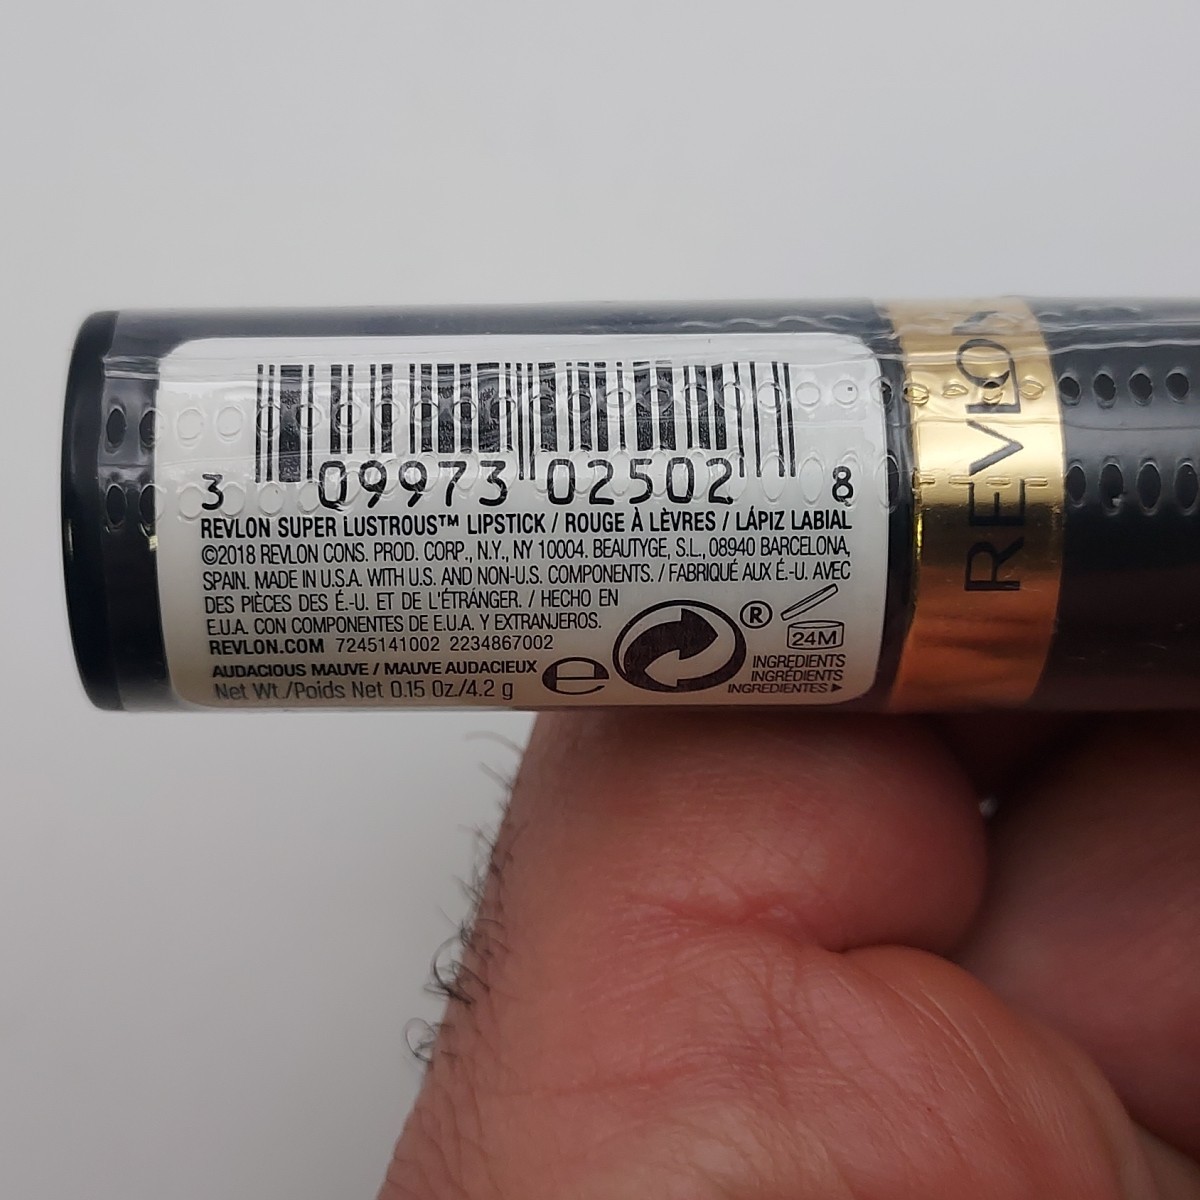 3 09973 02502 8
REVLON SUPER LUSTROUS™ LIPSTICK / ROUGE À LÈVRES / LÁPIZ LABIAL
©2018 REVLON CONS. PROD. CORP., N.Y., NY 10004. BEAUTYGE, S.L., 08940 BARCELONA,
SPAIN. MADE IN U.S.A. WITH U.S. AND NON-U.S. COMPONENTS. / FABRIQUÉ AUX É.-U. AVEC
DES PIÈCES DES É.-U. ET DE L'ÉTRANGER. / HECHO EN
E.U.A. CON COMPONENTES DE E.U.A. Y EXTRANJEROS.
REVLON.COM 7245141002 2234867002
AUDACIOUS MAUVE / MAUVE AUDACIEUX
Net Wt./Poids Net 0.15 Oz./4.2 g
e
®
24M
INGREDIENTS
INGRÉDIENTS
INGREDIENTES ▶
REVLON